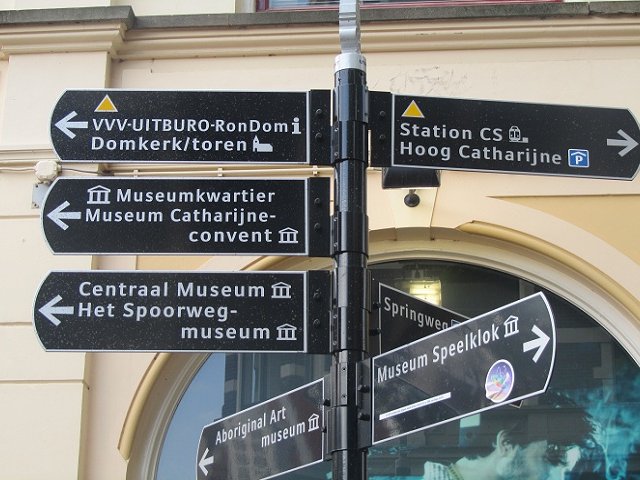 VVV-UITBURO-RonDom i
Domkerk/toren
Museumkwartier
Museum Catharijne-
convent
Centraal Museum
Het Spoorweg-
museum
Aboriginal Art
museum
Station CS
Hoog Catharijne P
Springweg
Museum Speelklok